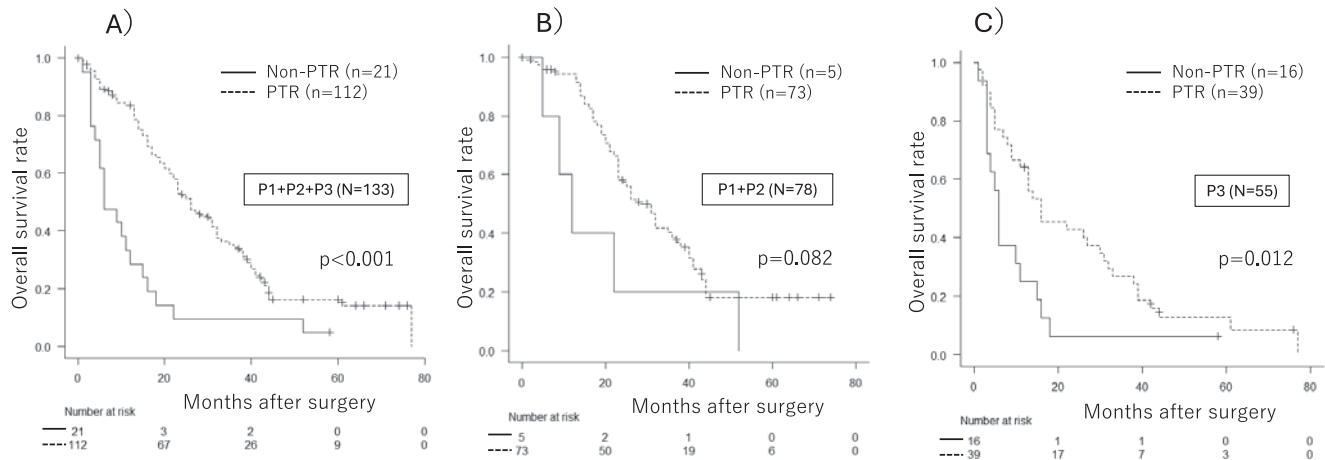 A)
Overall survival rate
1.0
0.8
0.6
0.4
0.2
0.0
Non-PTR (n=21)
PTR (n=112)
P1+P2+P3 (N=133)
p<0.001
0 20 40 60 80
Months after surgery
Number at risk
21 3 2 0 0
112 67 26 9 0
B)
Overall survival rate
1.0
0.8
0.6
0.4
0.2
0.0
Non-PTR (n=5)
PTR (n=73)
P1+P2 (N=78)
p=0.082
0 20 40 60 80
Months after surgery
Number at risk
5 2 1 0 0
73 50 19 6 0
C)
Overall survival rate
1.0
0.8
0.6
0.4
0.2
0.0
Non-PTR (n=16)
PTR (n=39)
P3 (N=55)
p=0.012
0 20 40 60 80
Months after surgery
Number at risk
16 1 1 0 0
39 17 7 3 0